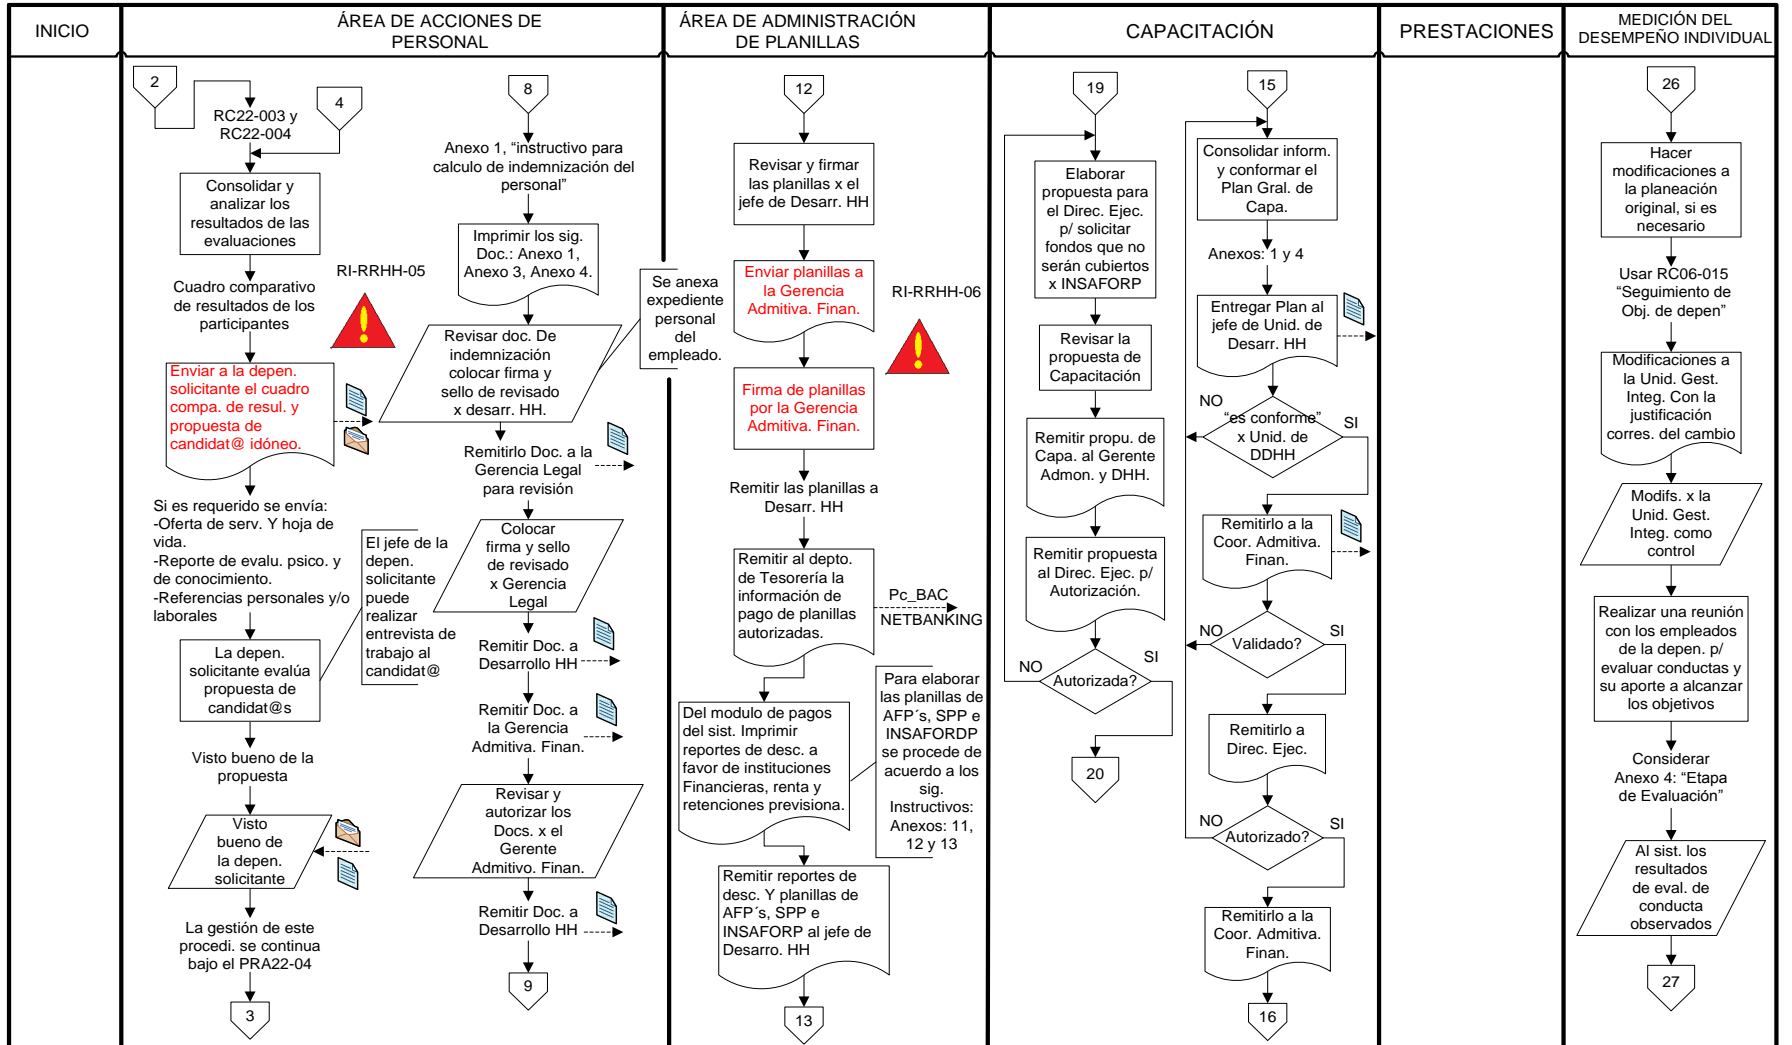 INICIO
ÁREA DE ACCIONES DE
PERSONAL
ÁREA DE ADMINISTRACIÓN
DE PLANILLAS
CAPACITACIÓN
PRESTACIONES
MEDICIÓN DEL
DESEMPEÑO INDIVIDUAL
2
4
RC22-003 y
RC22-004
Consolidar y
analizar los
resultados de las
evaluaciones
Cuadro comparativo
de resultados de los
participantes
RI-RRHH-05
Enviar a la depen.
solicitante el cuadro
compa. de resul. y
propuesta de
candidat@ idóneo.
Si es requerido se envía:
-Oferta de serv. Y hoja de
vida.
-Reporte de evalu. psico. y
de conocimiento.
-Referencias personales y/o
laborales
El jefe de la
depen.
solicitante
puede
realizar
entrevista de
trabajo al
candidat@
La depen.
solicitante evalúa
propuesta de
candidat@s
Visto bueno de la
propuesta
Visto
bueno de
la depen.
solicitante
La gestión de este
procedi. se continua
bajo el PRA22-04
3
8
Anexo 1, “instructivo para
calculo de indemnización del
personal”
Imprimir los sig.
Doc.: Anexo 1,
Anexo 3, Anexo 4.
Se anexa
expediente
personal
del
empleado.
Revisar doc. De
indemnización
colocar firma y
sello de revisado
x desarr. HH.
Remitirlo Doc. a la
Gerencia Legal
para revisión
Colocar
firma y sello
de revisado
x Gerencia
Legal
Remitir Doc. a
Desarrollo HH
Remitir Doc. a
la Gerencia
Admitiva. Finan.
Revisar y
autorizar los
Docs. x el
Gerente
Admitivo. Finan.
Remitir Doc. a
Desarrollo HH
9
12
Revisar y firmar
las planillas x el
jefe de Desarr. HH
Enviar planillas a
la Gerencia
Admitiva. Finan.
RI-RRHH-06
Firma de planillas
por la Gerencia
Admitiva. Finan.
Remitir las planillas a
Desarr. HH
Remitir al depto.
de Tesorería la
información de
pago de planillas
autorizadas.
Pc_BAC
NETBANKING
Del modulo de pagos
del sist. Imprimir
reportes de desc. a
favor de instituciones
Financieras, renta y
retenciones previsiona.
Para elaborar
las planillas de
AFP´s, SPP e
INSAFORDP
se procede de
acuerdo a los
sig.
Instructivos:
Anexos: 11,
12 y 13
Remitir reportes de
desc. Y planillas de
AFP´s, SPP e
INSAFORP al jefe de
Desarro. HH
13
19
Elaborar
propuesta para
el Direc. Ejec.
p/ solicitar
fondos que no
serán cubiertos
x INSAFORP
Revisar la
propuesta de
Capacitación
Remitir propu. de
Capa. al Gerente
Admon. y DHH.
Remitir propuesta
al Direc. Ejec. p/
Autorización.
NO
SI
Autorizada?
20
15
Consolidar inform.
y conformar el
Plan Gral. de
Capa.
Anexos: 1 y 4
Entregar Plan al
jefe de Unid. de
Desarr. HH
NO
SI
“es conforme”
x Unid. de
DDHH
Remitirlo a la
Coor. Admitiva.
Finan.
NO
SI
Validado?
Remitirlo a
Direc. Ejec.
NO
SI
Autorizado?
Remitirlo a la
Coor. Admitiva.
Finan.
16
26
Hacer
modificaciones a
la planeación
original, si es
necesario
Usar RC06-015
“Seguimiento de
Obj. de depen”
Modificaciones a
la Unid. Gest.
Integ. Con la
justificación
corres. del cambio
Modifs. x la
Unid. Gest.
Integ. como
control
Realizar una reunión
con los empleados
de la depen. p/
evaluar conductas y
su aporte a alcanzar
los objetivos
Considerar
Anexo 4: “Etapa
de Evaluación”
Al sist. los
resultados
de eval. de
conducta
observados
27